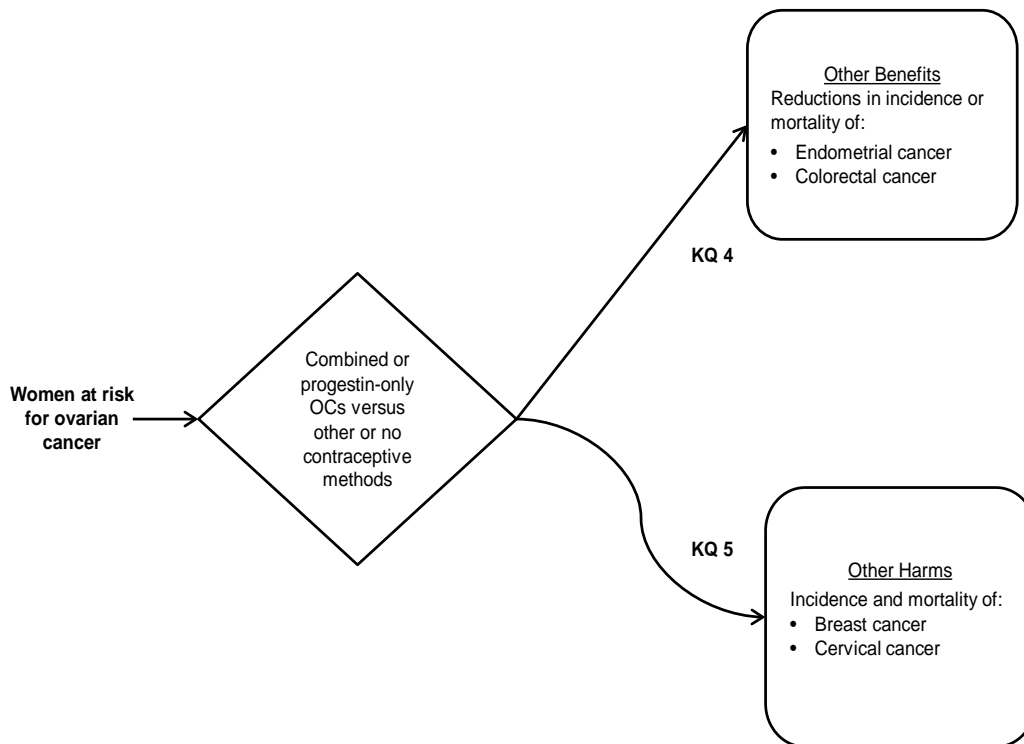 Other Benefits
Reductions in incidence or
mortality of:
• Endometrial cancer
• Colorectal cancer
KQ 4
Women at risk
for ovarian
cancer
Combined or
progestin-only
OCs versus
other or no
contraceptive
methods
KQ 5
Other Harms
Incidence and mortality of:
• Breast cancer
• Cervical cancer